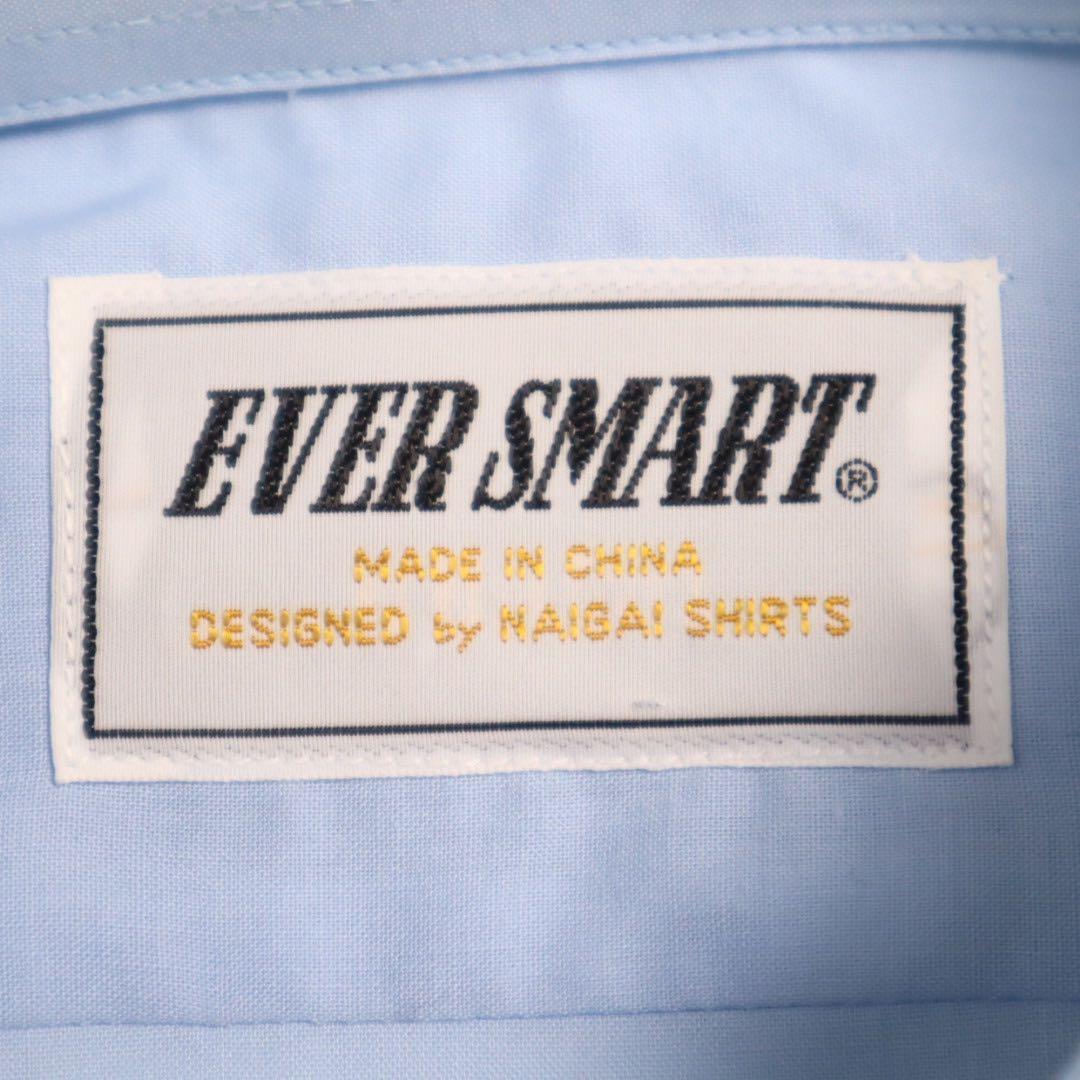 EVER SMART®
MADE IN CHINA
DESIGNED by NAIGAI SHIRTS